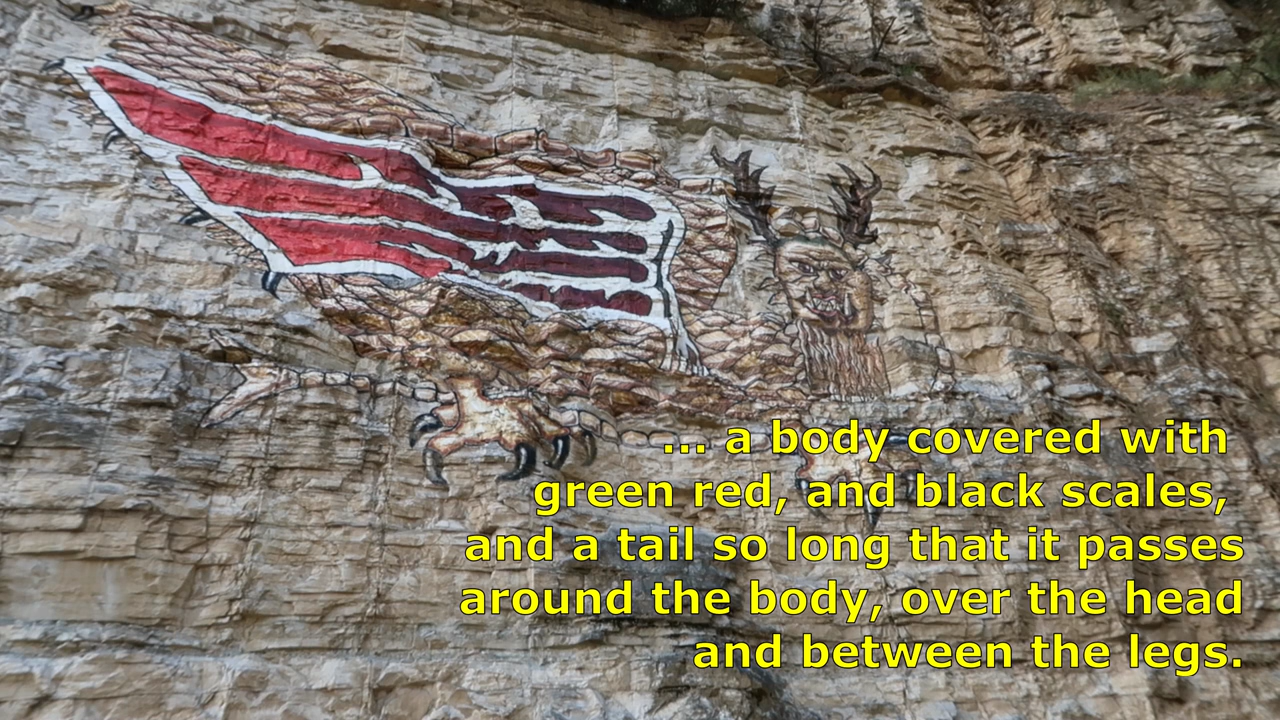 ... a body covered with
green red, and black scales,
and a tail so long that it passes
around the body, over the head
and between the legs.